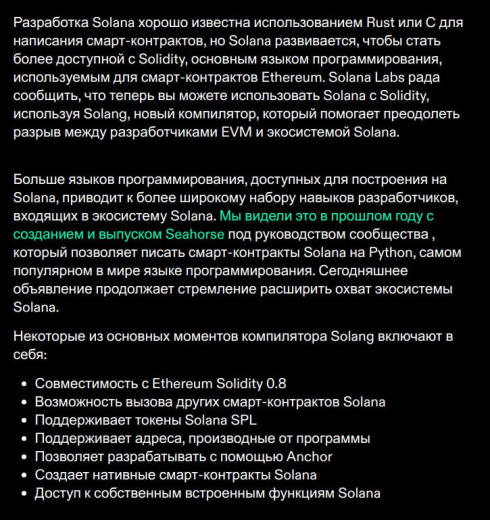 Разработка Solana хорошо известна использованием Rust или C для
написания смарт-контрактов, но Solana развивается, чтобы стать
более доступной с Solidity, основным языком программирования,
используемым для смарт-контрактов Ethereum. Solana Labs рада
сообщить, что теперь вы можете использовать Solana с Solidity,
используя Solang, новый компилятор, который помогает преодолеть
разрыв между разработчиками EVM и экосистемой Solana.
Больше языков программирования, доступных для построения на
Solana, приводит к более широкому набору навыков разработчиков,
входящих в экосистему Solana. Мы видели это в прошлом году с
созданием и выпуском Seahorse под руководством сообщества ,
который позволяет писать смарт-контракты Solana на Python, самом
популярном в мире языке программирования. Сегодняшнее
объявление продолжает стремление расширить охват экосистемы
Solana.
Некоторые из основных моментов компилятора Solang включают в
себя:
• Совместимость с Ethereum Solidity 0.8
• Возможность вызова других смарт-контрактов Solana
• Поддерживает токены Solana SPL
• Поддерживает адреса, производные от программы
• Позволяет разрабатывать с помощью Anchor
• Создает нативные смарт-контракты Solana
• Доступ к собственным встроенным функциям Solana